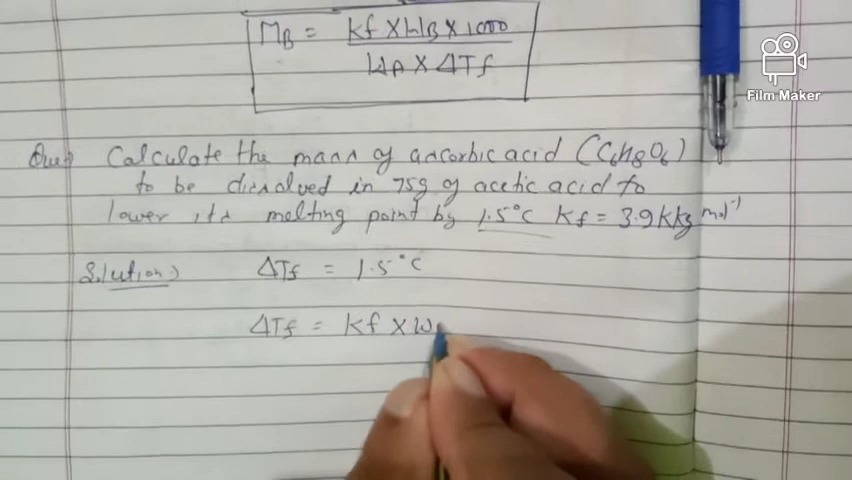 MB = Kf X WB X 1000
WA X ΔTf
Film Maker
Que) Calculate the mass of ascorbic acid (C6H8O6)
to be dissolved in 75g of acetic acid to
lower its melting point by 1.5°C Kf = 3.9KKg mol-1
Solution) ΔTf = 1.5°C
ΔTf = Kf X W